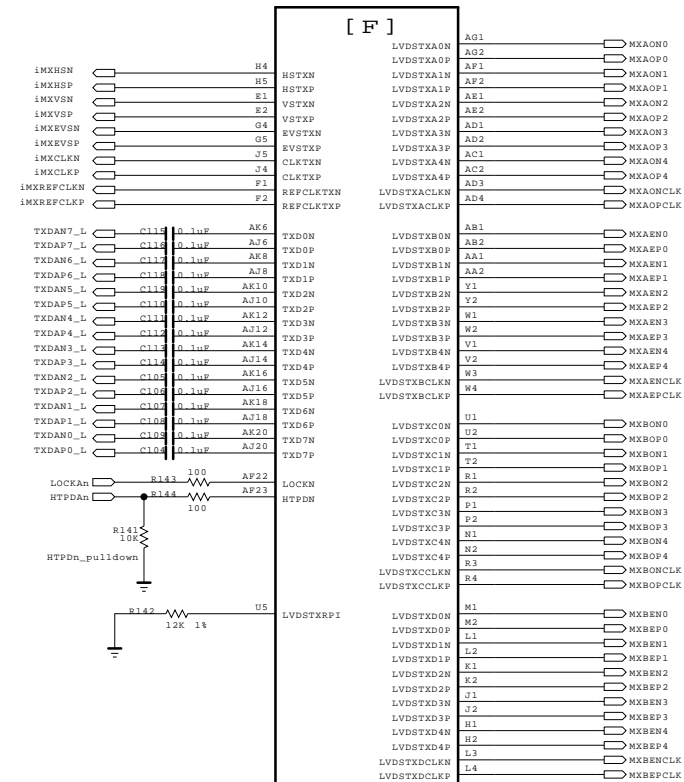 [ F ]
iMXHSN H4 HSTXN
iMXHSP H5 HSTXP
iMXVSN E1 VSTXN
iMXVSP E2 VSTXP
iMXEVSN G4 EVSTXN
iMXEVSP G5 EVSTXP
iMXCLKN J5 CLKTXN
iMXCLKP J4 CLKTXP
iMXREFCLKN F1 REFCLKTXN
iMXREFCLKP F2 REFCLKTXP
TXDAN7_L C115 0.1uF AK6 TXD0N
TXDAP7_L C116 0.1uF AJ6 TXD0P
TXDAN6_L C117 0.1uF AK8 TXD1N
TXDAP6_L C118 0.1uF AJ8 TXD1P
TXDAN5_L C119 0.1uF AK10 TXD2N
TXDAP5_L C110 0.1uF AJ10 TXD2P
TXDAN4_L C111 0.1uF AK12 TXD3N
TXDAP4_L C112 0.1uF AJ12 TXD3P
TXDAN3_L C113 0.1uF AK14 TXD4N
TXDAP3_L C114 0.1uF AJ14 TXD4P
TXDAN2_L C105 0.1uF AK16 TXD5N
TXDAP2_L C106 0.1uF AJ16 TXD5P
TXDAN1_L C107 0.1uF AK18 TXD6N
TXDAP1_L C108 0.1uF AJ18 TXD6P
TXDAN0_L C109 0.1uF AK20 TXD7N
TXDAP0_L C104 0.1uF AJ20 TXD7P
LOCKAn R143 100 AF22 LOCKN
HTPDAn R144 100 AF23 HTPDN
R141
10K
HTPDn_pulldown
R142 12K 1% U5 LVDSTXRPI
LVDSTXA0N AG1 MXAON0
LVDSTXA0P AG2 MXAOP0
LVDSTXA1N AF1 MXAON1
LVDSTXA1P AF2 MXAOP1
LVDSTXA2N AE1 MXAON2
LVDSTXA2P AE2 MXAOP2
LVDSTXA3N AD1 MXAON3
LVDSTXA3P AD2 MXAOP3
LVDSTXA4N AC1 MXAON4
LVDSTXA4P AC2 MXAOP4
LVDSTXACLKN AD3 MXAONCLK
LVDSTXACLKP AD4 MXAOPCLK
LVDSTXB0N AB1 MXAEN0
LVDSTXB0P AB2 MXAEP0
LVDSTXB1N AA1 MXAEN1
LVDSTXB1P AA2 MXAEP1
LVDSTXB2N Y1 MXAEN2
LVDSTXB2P Y2 MXAEP2
LVDSTXB3N W1 MXAEN3
LVDSTXB3P W2 MXAEP3
LVDSTXB4N V1 MXAEN4
LVDSTXB4P V2 MXAEP4
LVDSTXBCLKN W3 MXAENCLK
LVDSTXBCLKP W4 MXAEPCLK
LVDSTXC0N U1 MXBON0
LVDSTXC0P U2 MXBOP0
LVDSTXC1N T1 MXBON1
LVDSTXC1P T2 MXBOP1
LVDSTXC2N R1 MXBON2
LVDSTXC2P R2 MXBOP2
LVDSTXC3N P1 MXBON3
LVDSTXC3P P2 MXBOP3
LVDSTXC4N N1 MXBON4
LVDSTXC4P N2 MXBOP4
LVDSTXCCLKN R3 MXBONCLK
LVDSTXCCLKP R4 MXBOPCLK
LVDSTXD0N M1 MXBEN0
LVDSTXD0P M2 MXBEP0
LVDSTXD1N L1 MXBEN1
LVDSTXD1P L2 MXBEP1
LVDSTXD2N K1 MXBEN2
LVDSTXD2P K2 MXBEP2
LVDSTXD3N J1 MXBEN3
LVDSTXD3P J2 MXBEP3
LVDSTXD4N H1 MXBEN4
LVDSTXD4P H2 MXBEP4
LVDSTXDCLKN L3 MXBENCLK
LVDSTXDCLKP L4 MXBEPCLK